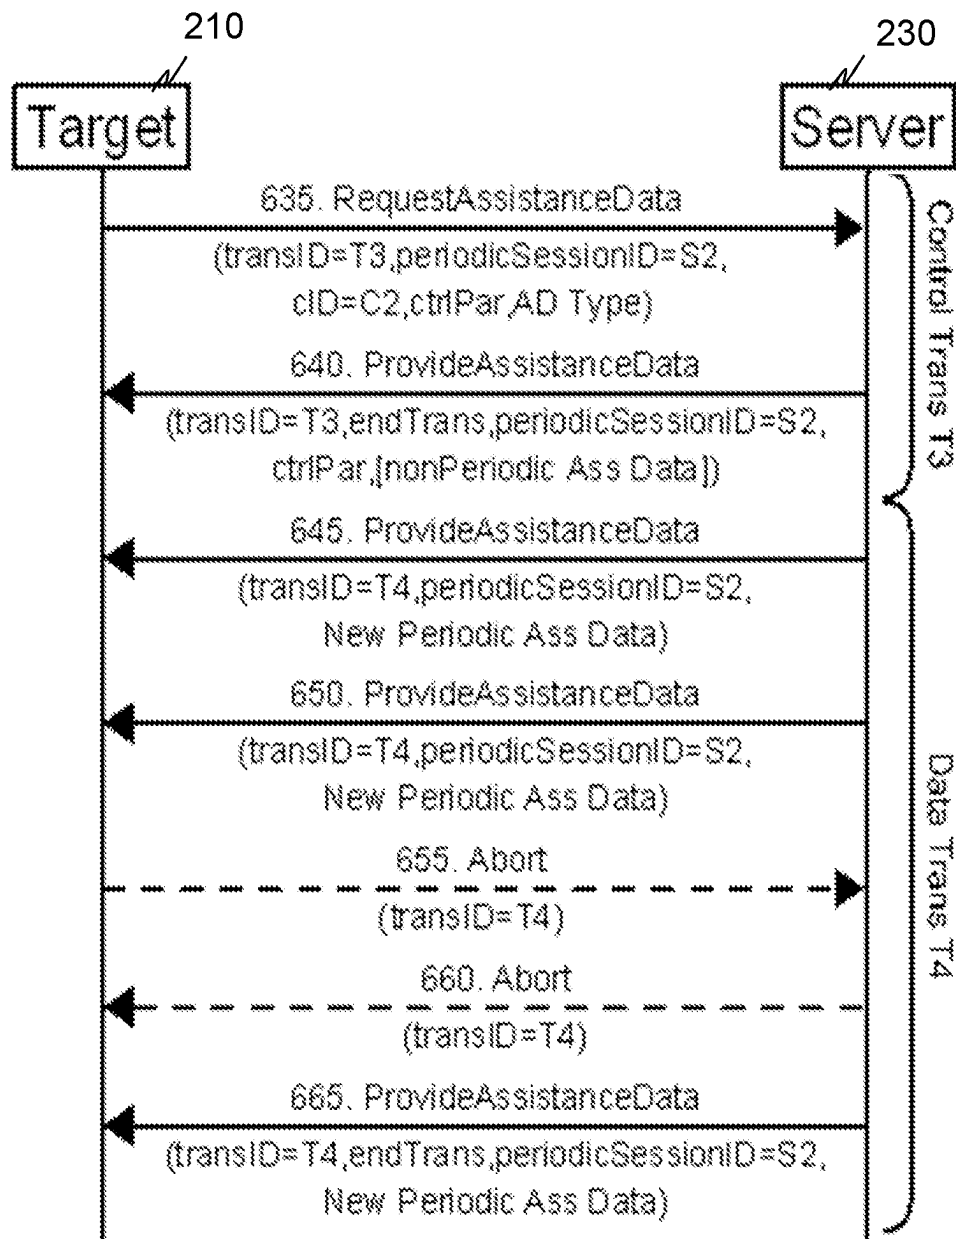 210
230
Target
Server
635. RequestAssistanceData
(transID=T3,periodicSessionID=S2,
cID=C2,ctrlPar,AD Type)
640. ProvideAssistanceData
(transID=T3,endTrans,periodicSessionID=S2,
ctrlPar,[nonPeriodic Ass Data])
Control Trans T3
645. ProvideAssistanceData
(transID=T4,periodicSessionID=S2,
New Periodic Ass Data)
650. ProvideAssistanceData
(transID=T4,periodicSessionID=S2,
New Periodic Ass Data)
655. Abort
(transID=T4)
660. Abort
(transID=T4)
665. ProvideAssistanceData
(transID=T4,endTrans,periodicSessionID=S2,
New Periodic Ass Data)
Data Trans T4